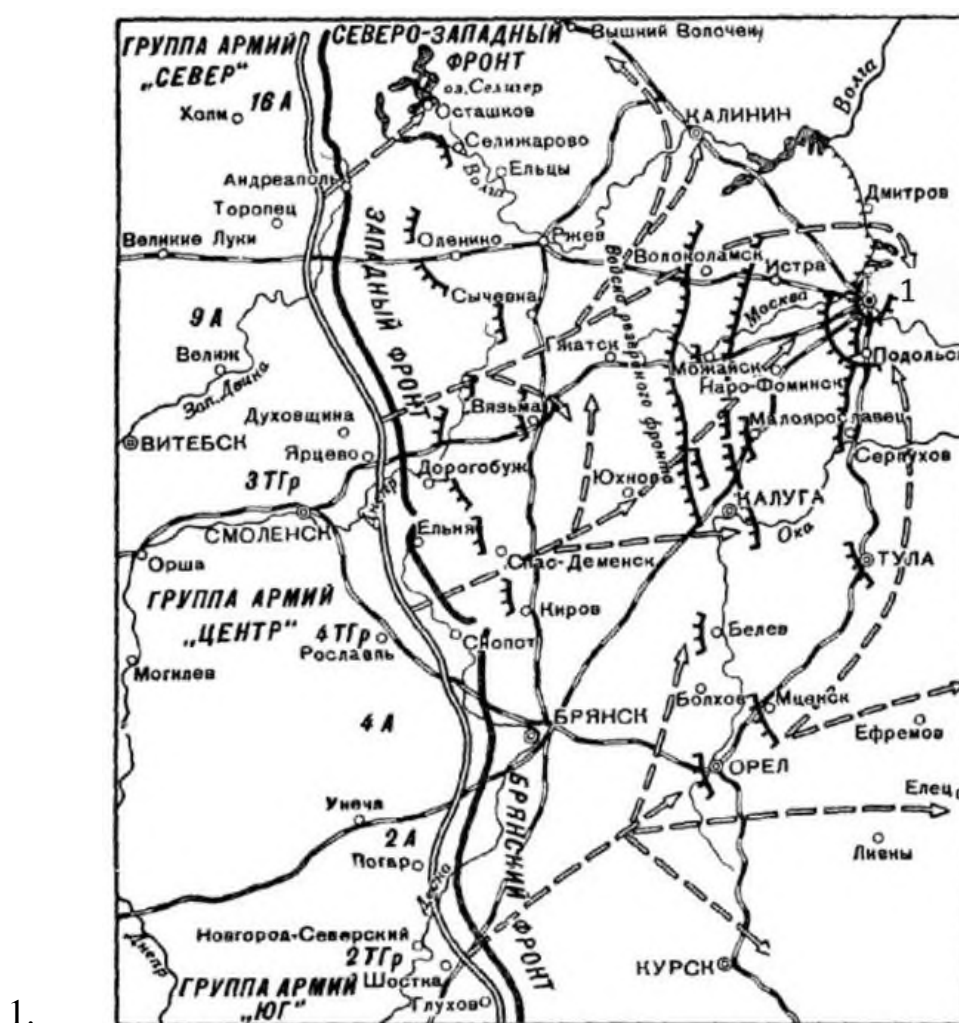 ГРУППА АРМИЙ
„СЕВЕР"
СЕВЕРО-ЗАПАДНЫЙ
ФРОНТ
Вышний Волочек
оз. Селигер
16 А
Холм
Осташков
Волга
КАЛИНИН
Селижарово
Волга
Ельцы
Андреаполь
Дмитров
Торопец
ЗАПАДНЫЙ ФРОНТ
Великие Луки
Оленино
Ржев
Войска резервного фронта
Волоколамск
Истра
1
Сычевка
Москва
9 А
Велиж
Гжатск
Можайск
Подольск
Зап. Двина
Наро-Фоминск
Духовщина
Вязьма
Малоярославец
ВИТЕБСК
Ярцево
Серпухов
Дорогобуж
3 ТГр
Днепр
Юхнов
КАЛУГА
СМОЛЕНСК
Ельня
Ока
Орша
Спас-Деменск
ТУЛА
ГРУППА АРМИЙ
„ЦЕНТР"
Киров
4 ТГр
Рославль
Снопот
Белев
Могилев
Болхов
Мценск
4 А
БРЯНСК
Ефремов
ОРЕЛ
БРЯНСКИЙ ФРОНТ
Елец
Унеча
2 А
Погар
Ливны
Новгород-Северский
Днепр
2 ТГр
Шостка
КУРСК
ГРУППА АРМИЙ
„ЮГ"
Глухов
1.